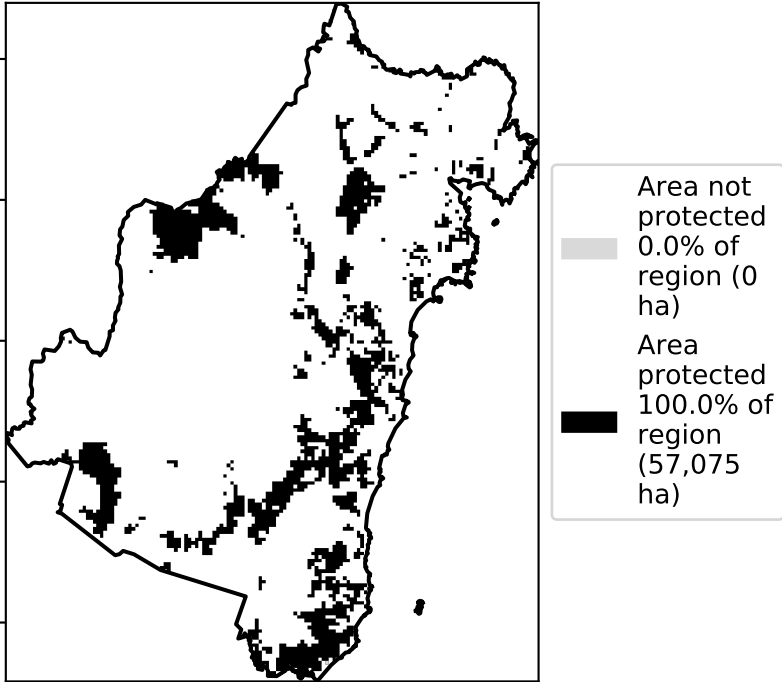 Area not
protected
0.0% of
region (0
ha)
Area
protected
100.0% of
region
(57,075
ha)